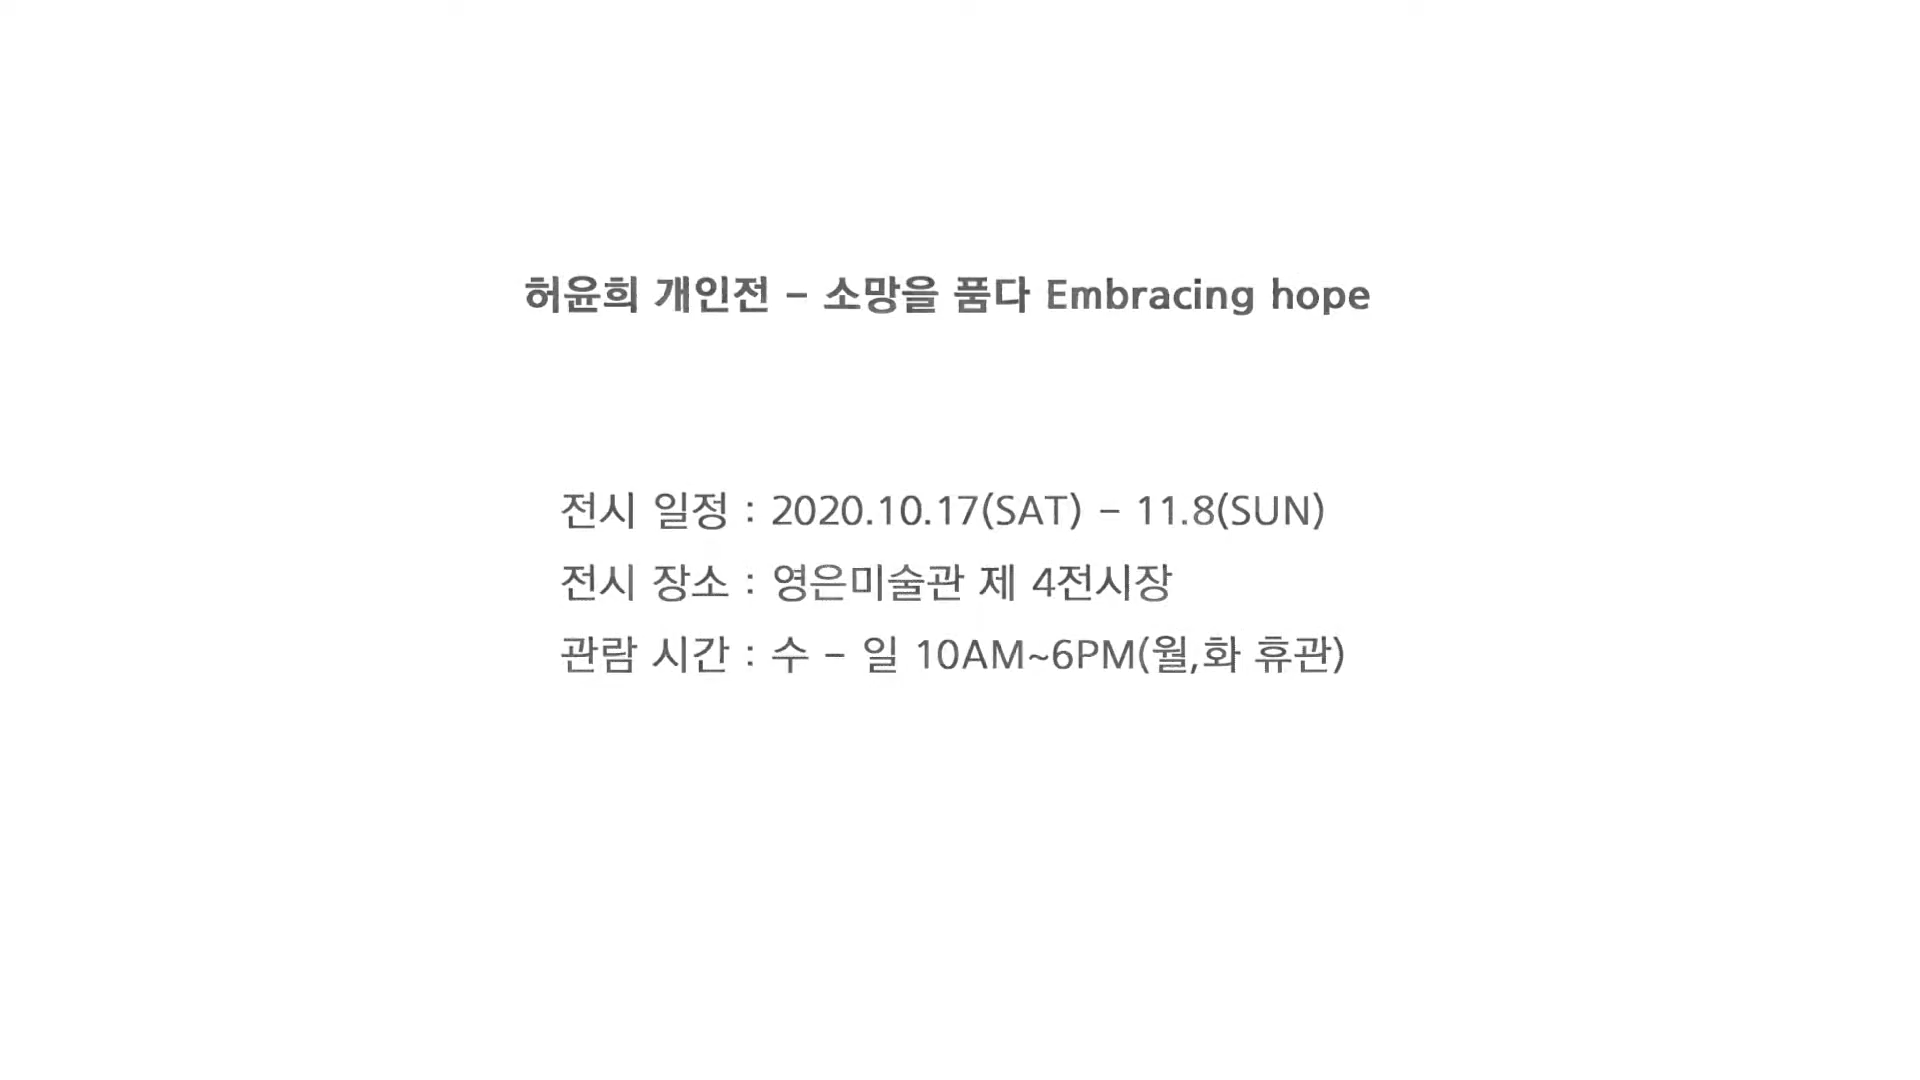 허윤희 개인전 – 소망을 품다 Embracing hope
전시 일정 : 2020.10.17(SAT) – 11.8(SUN)
전시 장소 : 영은미술관 제 4전시장
관람 시간 : 수 – 일 10AM~6PM(월,화 휴관)